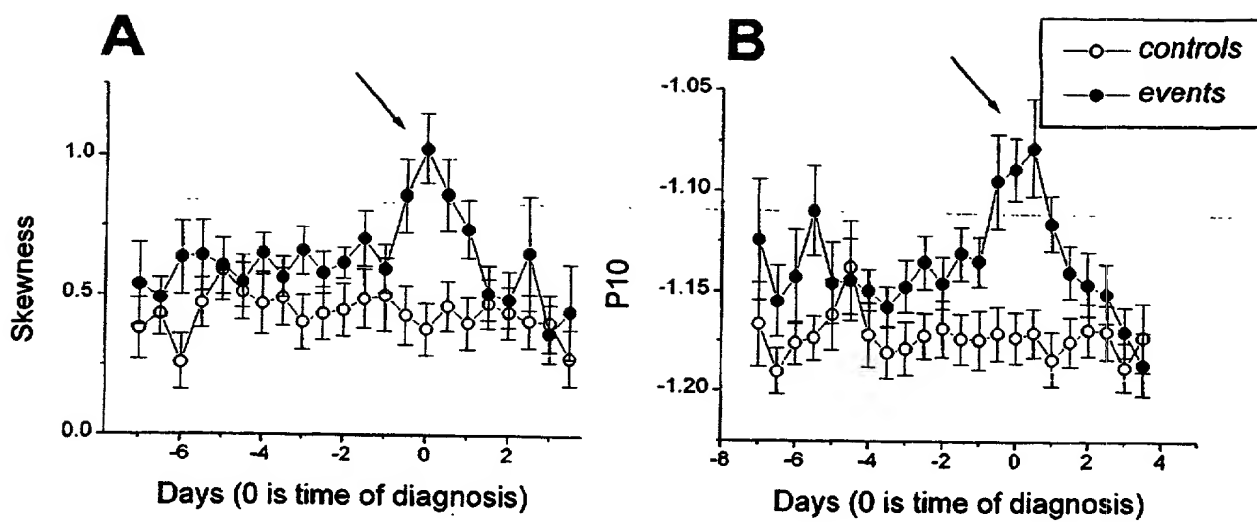 A
Skewness
1.0
0.5
0.0
-6
-4
-2
0
2
Days (0 is time of diagnosis)
B
controls
events
P10
-1.05
-1.10
-1.15
-1.20
-8
-6
-4
-2
0
2
4
Days (0 is time of diagnosis)